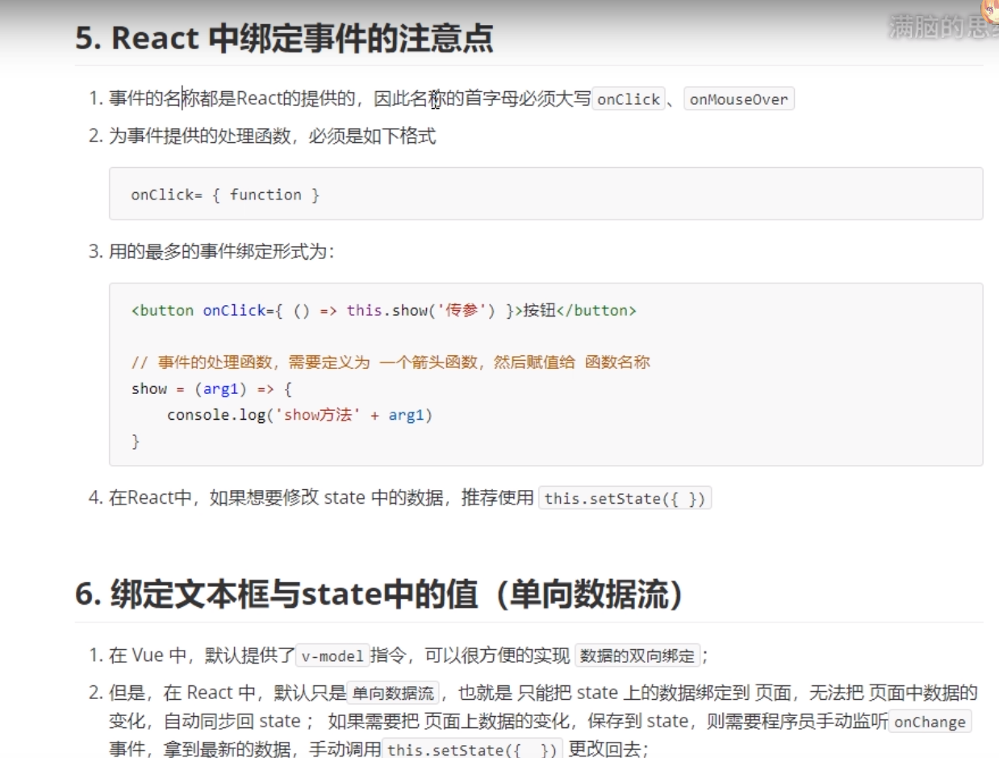 满脑的思
5. React 中绑定事件的注意点
1. 事件的名称都是React的提供的，因此名称的首字母必须大写 onClick 、 onMouseOver
2. 为事件提供的处理函数，必须是如下格式
onClick= { function }
3. 用的最多的事件绑定形式为：
<button onClick={ () => this.show('传参') }>按钮</button>
// 事件的处理函数，需要定义为 一个箭头函数，然后赋值给 函数名称
show = (arg1) => {
console.log('show方法' + arg1)
}
4. 在React中，如果想要修改 state 中的数据，推荐使用 this.setState({ })
6. 绑定文本框与state中的值（单向数据流）
1. 在 Vue 中，默认提供了 v-model 指令，可以很方便的实现 数据的双向绑定；
2. 但是，在 React 中，默认只是 单向数据流，也就是 只能把 state 上的数据绑定到 页面，无法把 页面中数据的
变化，自动同步回 state ； 如果需要把 页面上数据的变化，保存到 state，则需要程序员手动监听 onChange
事件，拿到最新的数据，手动调用 this.setState({ }) 更改回去；